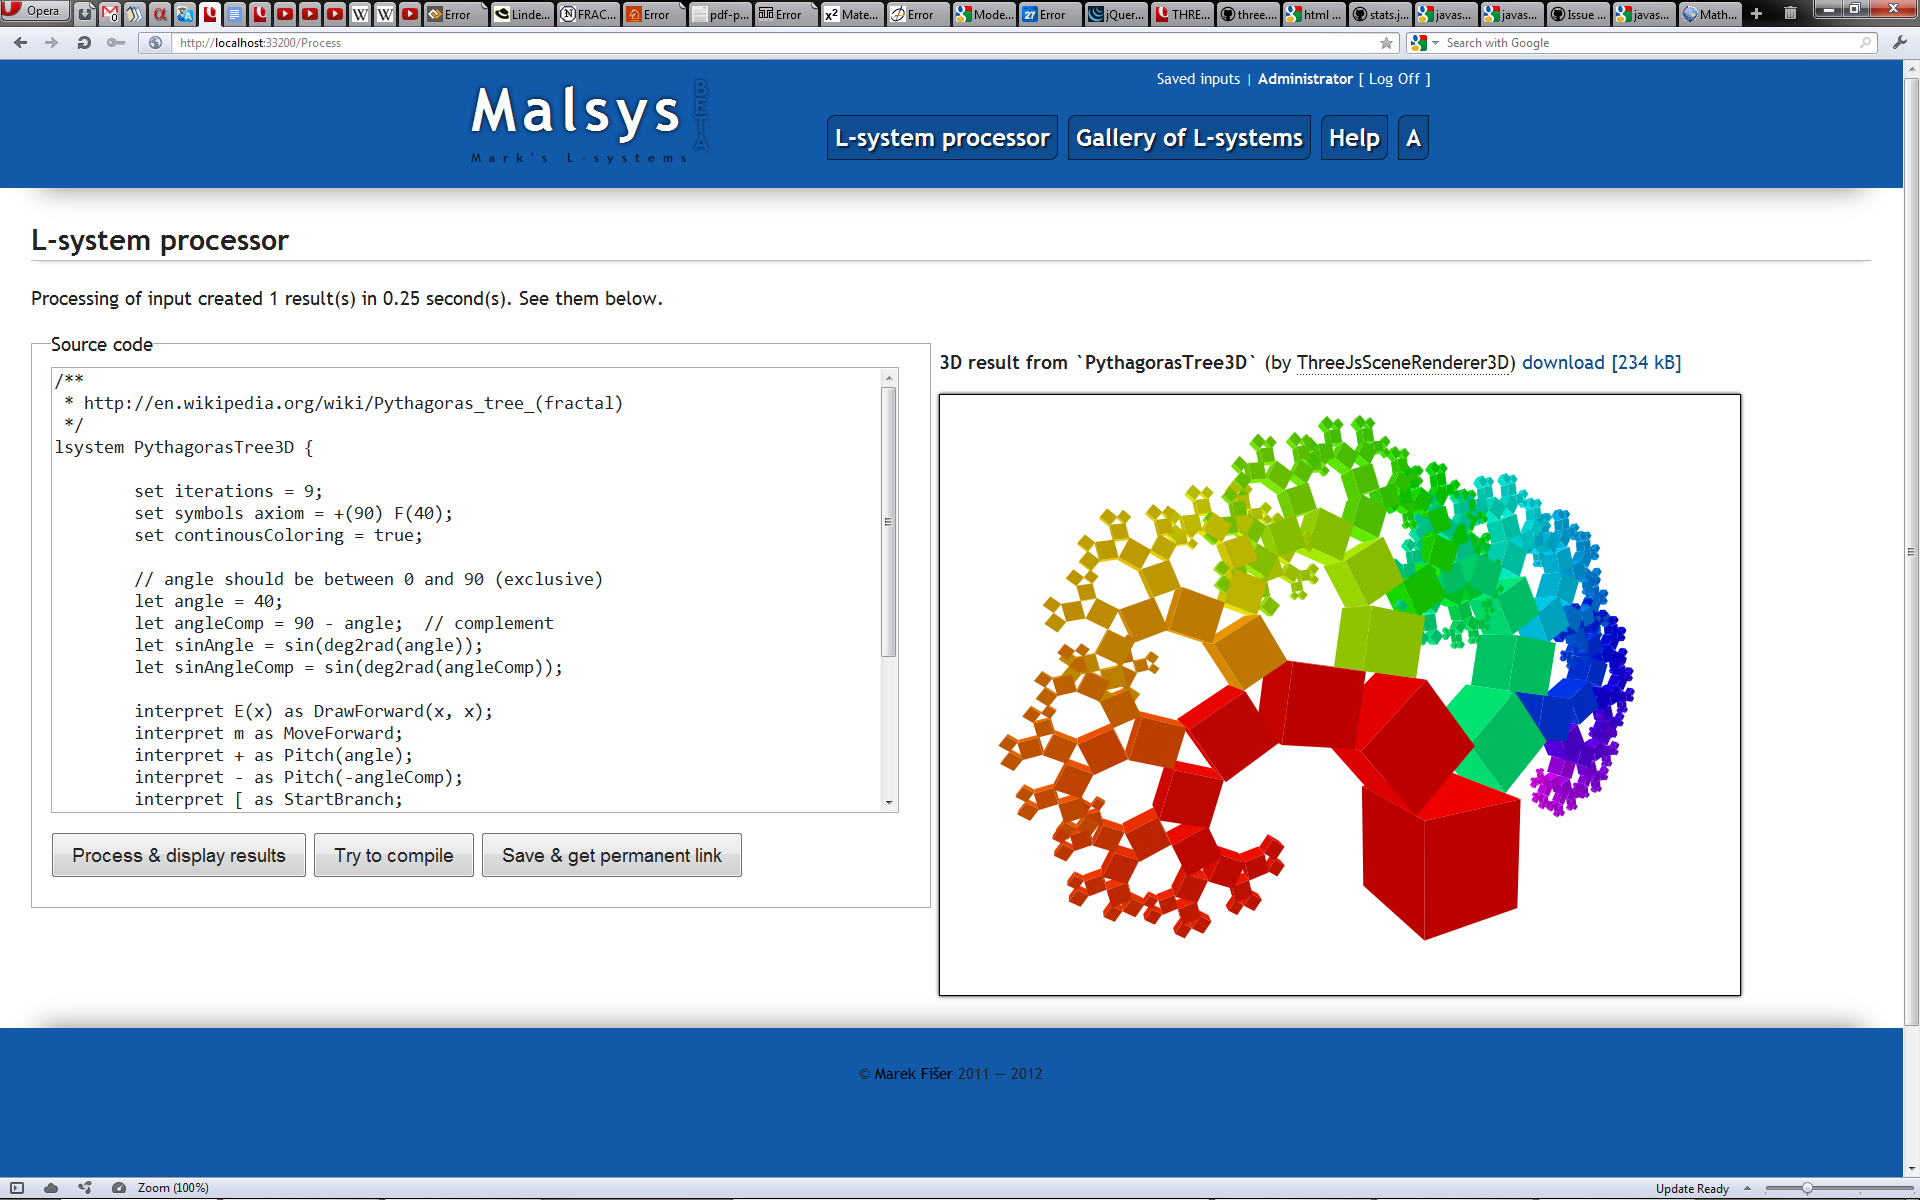 Opera
Error
Linde...
FRAC...
Error
pdf-p...
Error
Mate...
Error
Mode...
Error
jQuer...
THRE...
three....
html ...
stats.j...
javas...
javas...
Issue ...
javas...
Math...
http://localhost:33200/Process
Search with Google
Saved inputs | Administrator [ Log Off ]
Malsys
BETA
Mark's L-systems
L-system processor
Gallery of L-systems
Help
A
L-system processor
Processing of input created 1 result(s) in 0.25 second(s). See them below.
Source code
/**
* http://en.wikipedia.org/wiki/Pythagoras_tree_(fractal)
*/
lsystem PythagorasTree3D {
set iterations = 9;
set symbols axiom = +(90) F(40);
set continousColoring = true;
// angle should be between 0 and 90 (exclusive)
let angle = 40;
let angleComp = 90 - angle;  // complement
let sinAngle = sin(deg2rad(angle));
let sinAngleComp = sin(deg2rad(angleComp));
interpret E(x) as DrawForward(x, x);
interpret m as MoveForward;
interpret + as Pitch(angle);
interpret - as Pitch(-angleComp);
interpret [ as StartBranch;
Process & display results
Try to compile
Save & get permanent link
3D result from `PythagorasTree3D` (by ThreeJsSceneRenderer3D) download [234 kB]
© Marek Fišer 2011 — 2012
Zoom (100%)
Update Ready